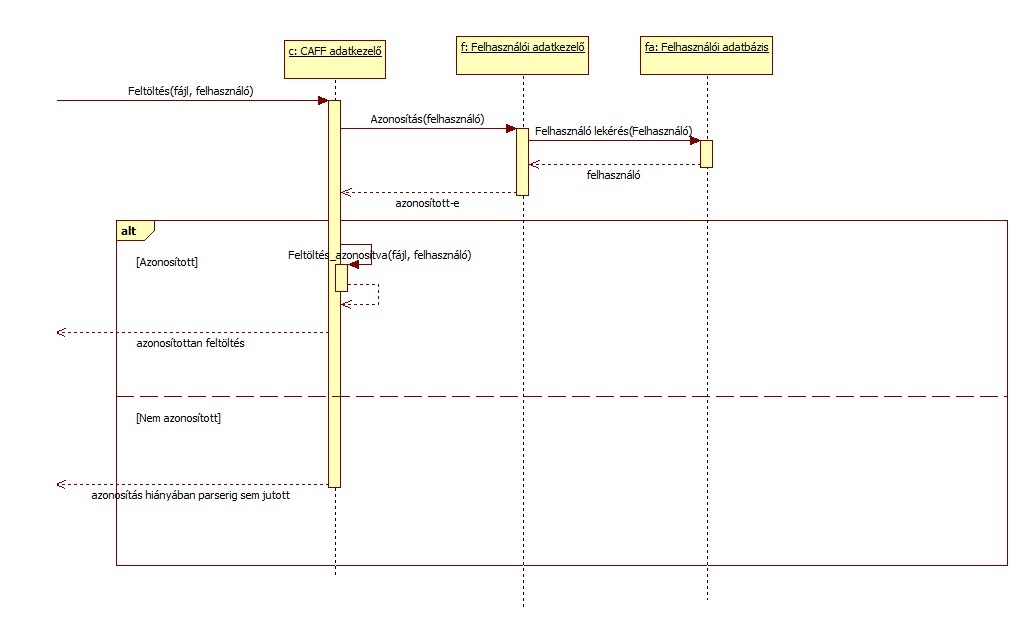 c: CAFF adatkezelő
f: Felhasználói adatkezelő
fa: Felhasználói adatbázis
Feltöltés(fájl, felhasználó)
Azonosítás(felhasználó)
Felhasználó lekérés(Felhasználó)
felhasználó
azonosított-e
alt
[Azonosított]
Feltöltés_azonosítva(fájl, felhasználó)
azonosítottan feltöltés
[Nem azonosított]
azonosítás hiányában parserig sem jutott